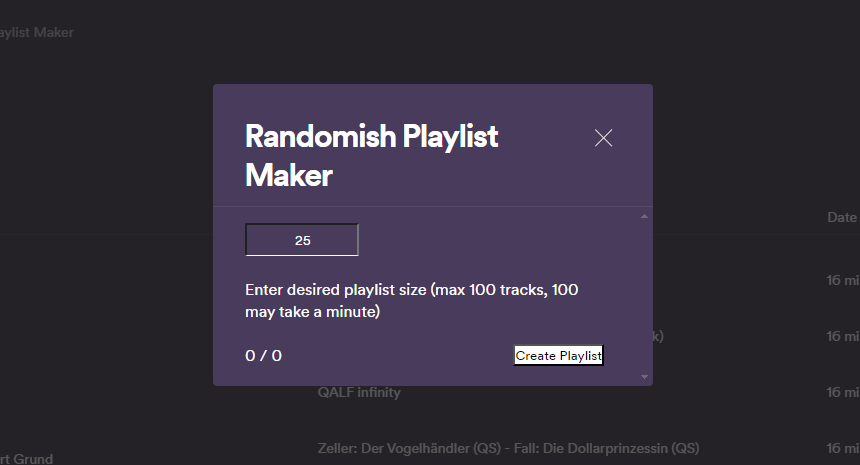 aylist Maker
Randomish Playlist
Maker
25
Date
Enter desired playlist size (max 100 tracks, 100
may take a minute)
16 mi
k)
16 mi
0 / 0
Create Playlist
QALF infinity
16 mi
Zeller: Der Vogelhändler (QS) - Fall: Die Dollarprinzessin (QS)
16 mi
rt Grund